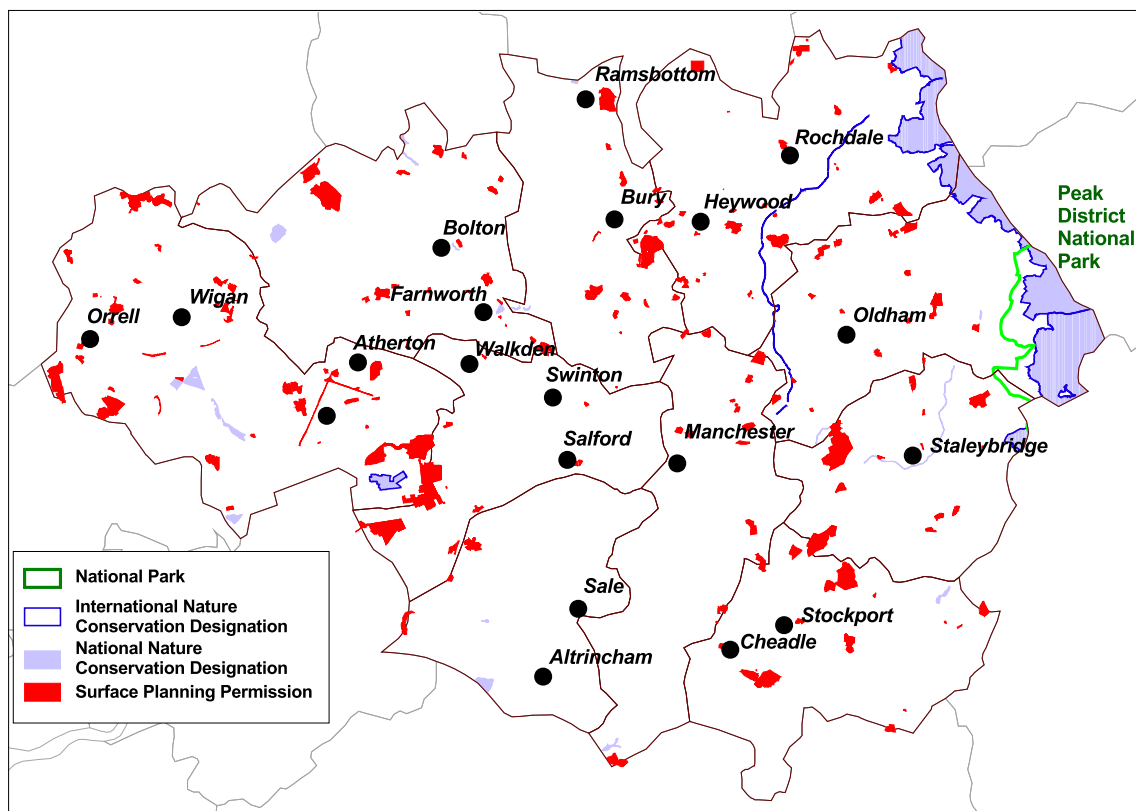 Ramsbottom
Rochdale
Peak
District
National
Park
Bury
Heywood
Bolton
Farnworth
Wigan
Orrell
Oldham
Atherton
Walkden
Swinton
Salford
Manchester
Staleybridge
National Park
International Nature
Conservation Designation
National Nature
Conservation Designation
Surface Planning Permission
Sale
Stockport
Cheadle
Altrincham